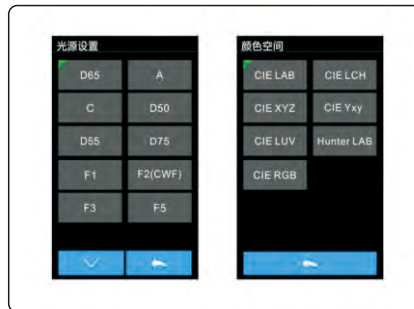 光源设置
D65 A
C D50
D55 D75
F1 F2(CWF)
F3 F5
颜色空间
CIE LAB CIE LCH
CIE XYZ CIE Yxy
CIE LUV Hunter LAB
CIE RGB